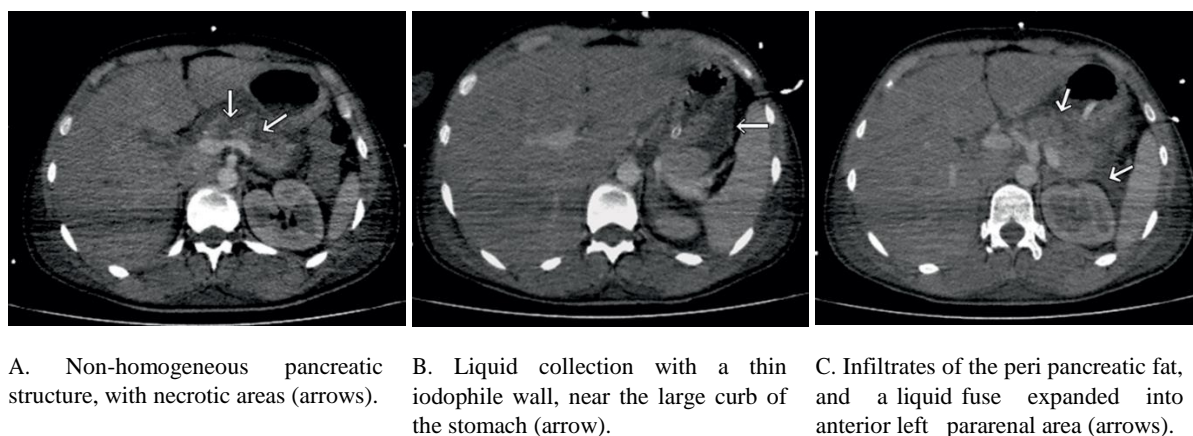 A. Non-homogeneous pancreatic
structure, with necrotic areas (arrows).
B. Liquid collection with a thin
iodophile wall, near the large curb of
the stomach (arrow).
C. Infiltrates of the peri pancreatic fat,
and a liquid fuse expanded into
anterior left pararenal area (arrows).